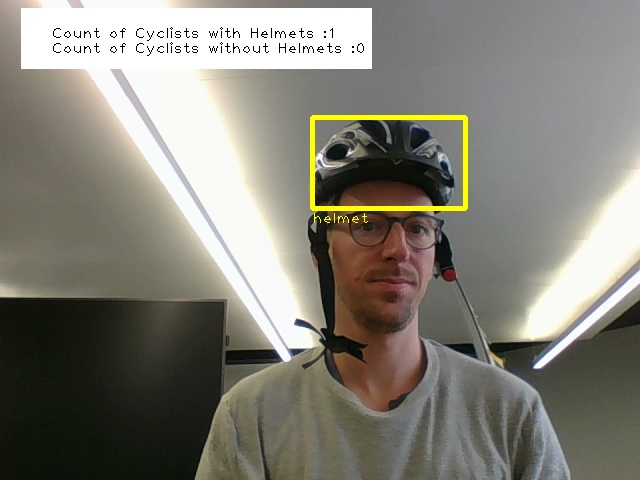 Count of Cyclists with Helmets :1
Count of Cyclists without Helmets :0
helmet